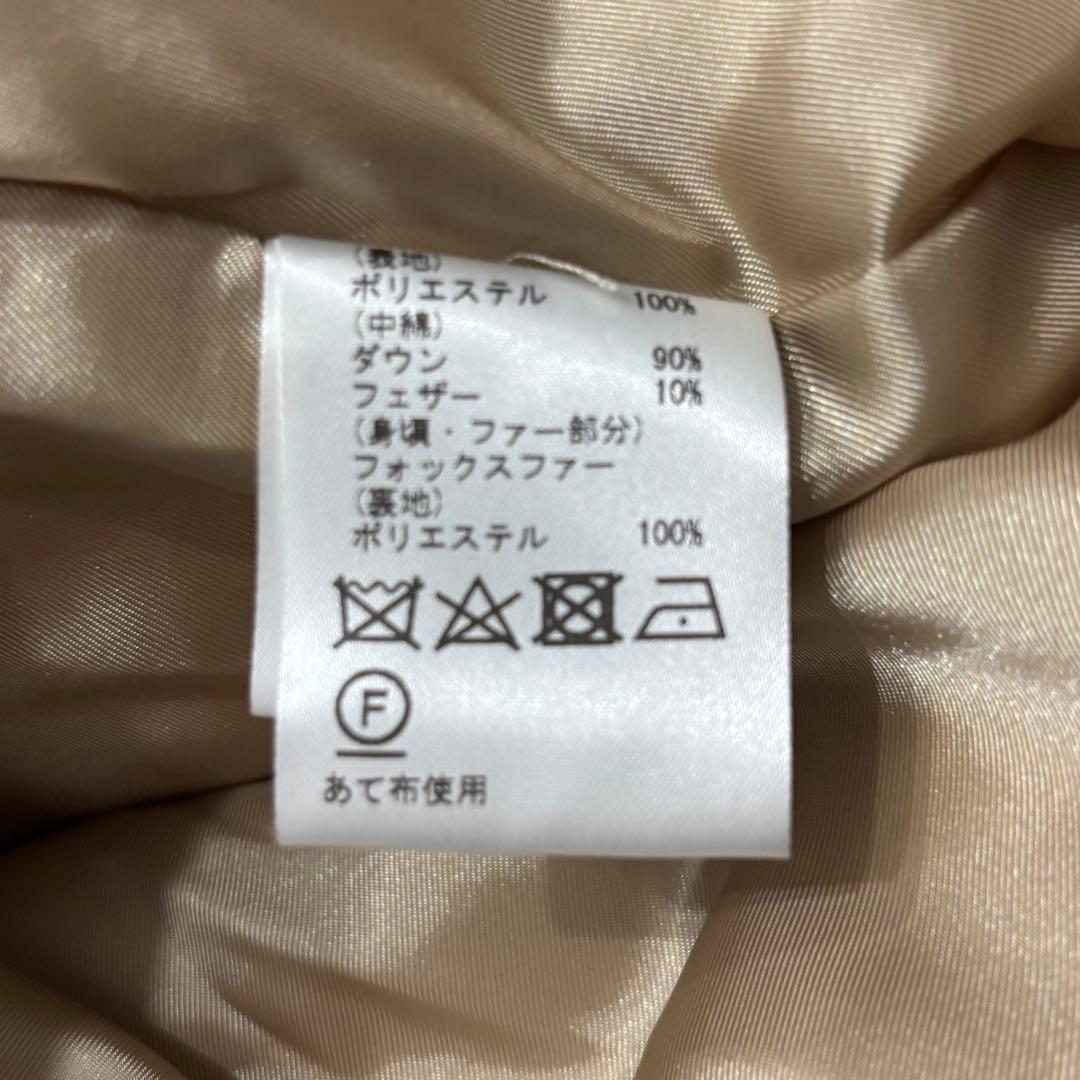 (表地)
ポリエステル 100%
(中綿)
ダウン 90%
フェザー 10%
(身頃・ファー部分)
フォックスファー
(裏地)
ポリエステル 100%
F
あて布使用